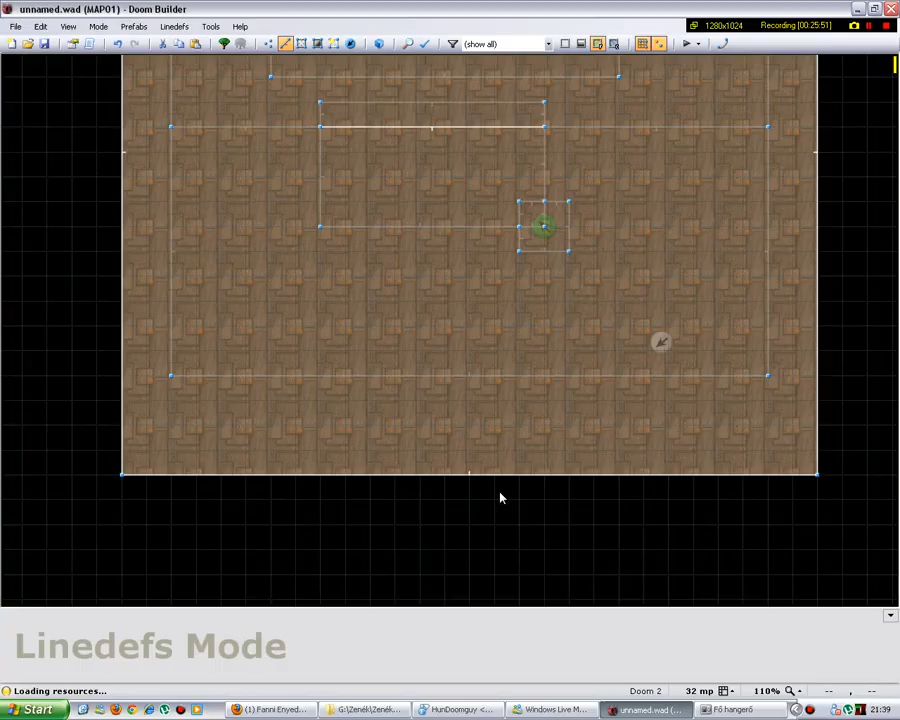 unnamed.wad (MAP01) - Doom Builder
File Edit View Mode Prefabs Linedefs Tools Help
1280x1024 Recording [00:25:51]
(show all)
Linedefs Mode
Loading resources... Doom 2 32 mp 110% -- , --
Start (1) Fanni Enyed... G:\Zenék\Zenék... HunDoomguy <... Windows Live M... unnamed.wad (... Fő hangerő 21:39